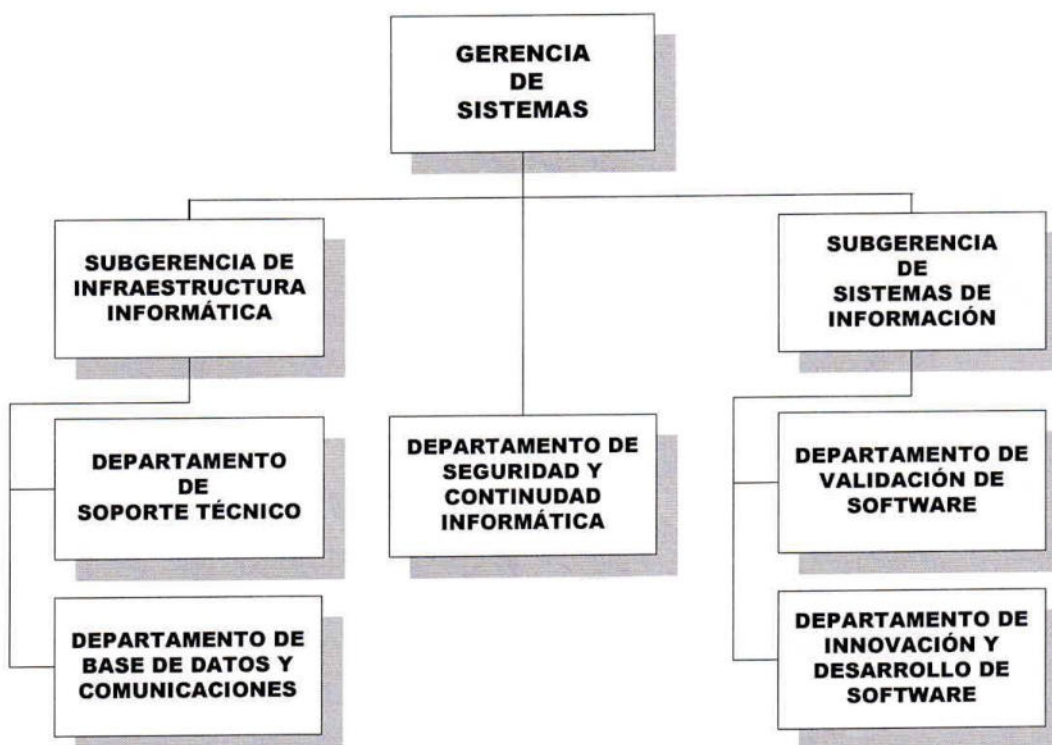 GERENCIA
DE
SISTEMAS
SUBGERENCIA DE
INFRAESTRUCTURA
INFORMÁTICA
SUBGERENCIA
DE
SISTEMAS DE
INFORMACIÓN
DEPARTAMENTO
DE
SOPORTE TÉCNICO
DEPARTAMENTO DE
SEGURIDAD Y
CONTINUDAD
INFORMÁTICA
DEPARTAMENTO DE
VALIDACIÓN DE
SOFTWARE
DEPARTAMENTO DE
BASE DE DATOS Y
COMUNICACIONES
DEPARTAMENTO DE
INNOVACIÓN Y
DESARROLLO DE
SOFTWARE